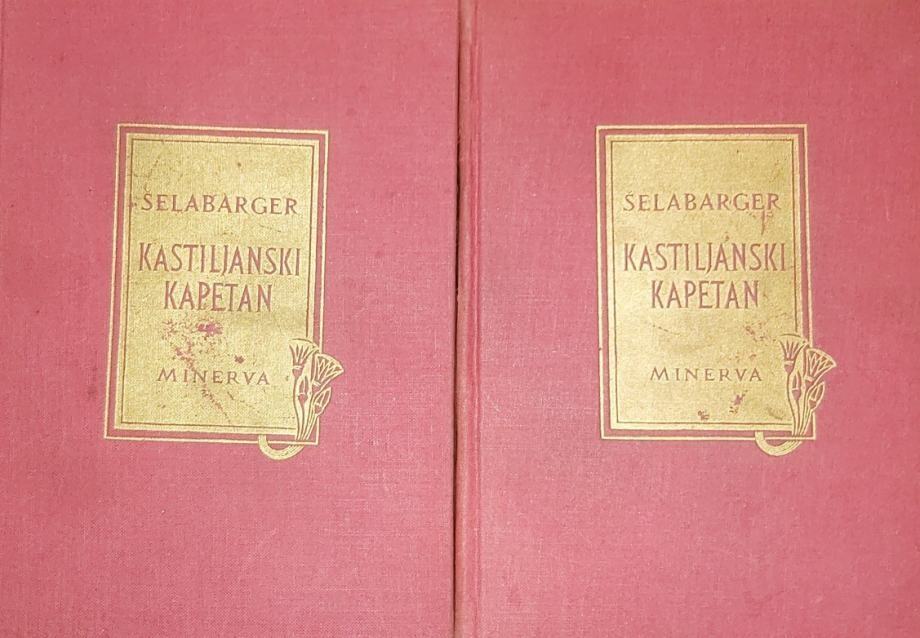 ŠELABARGER
KASTILJANSKI
KAPETAN
MINERVA
ŠELABARGER
KASTILJANSKI
KAPETAN
MINERVA